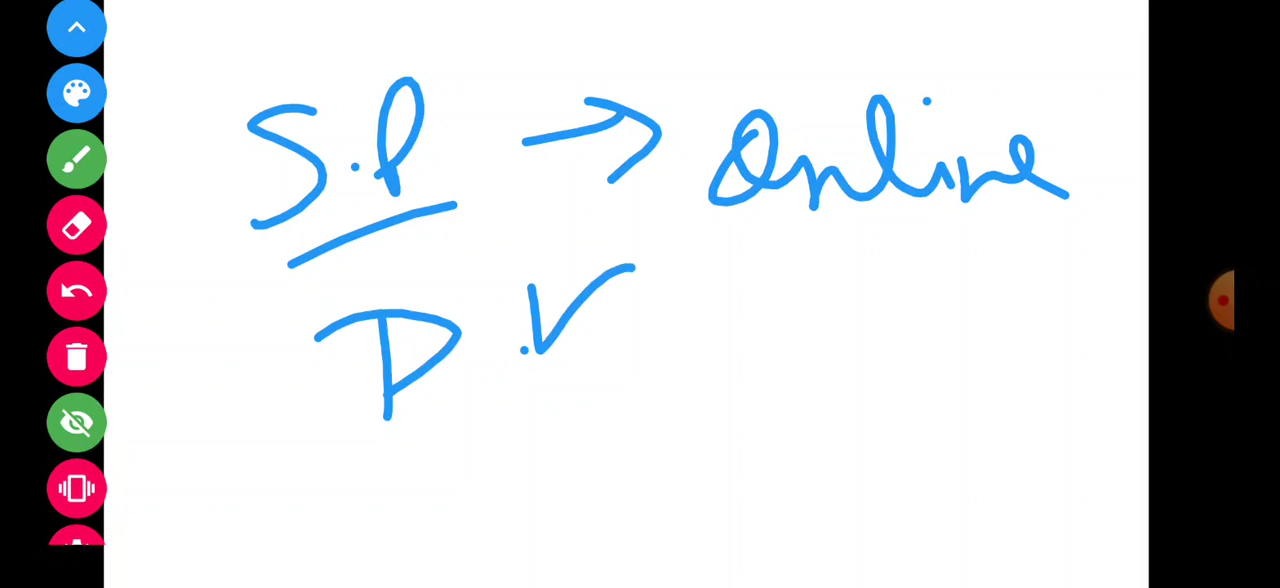 S.P → Online
D.V